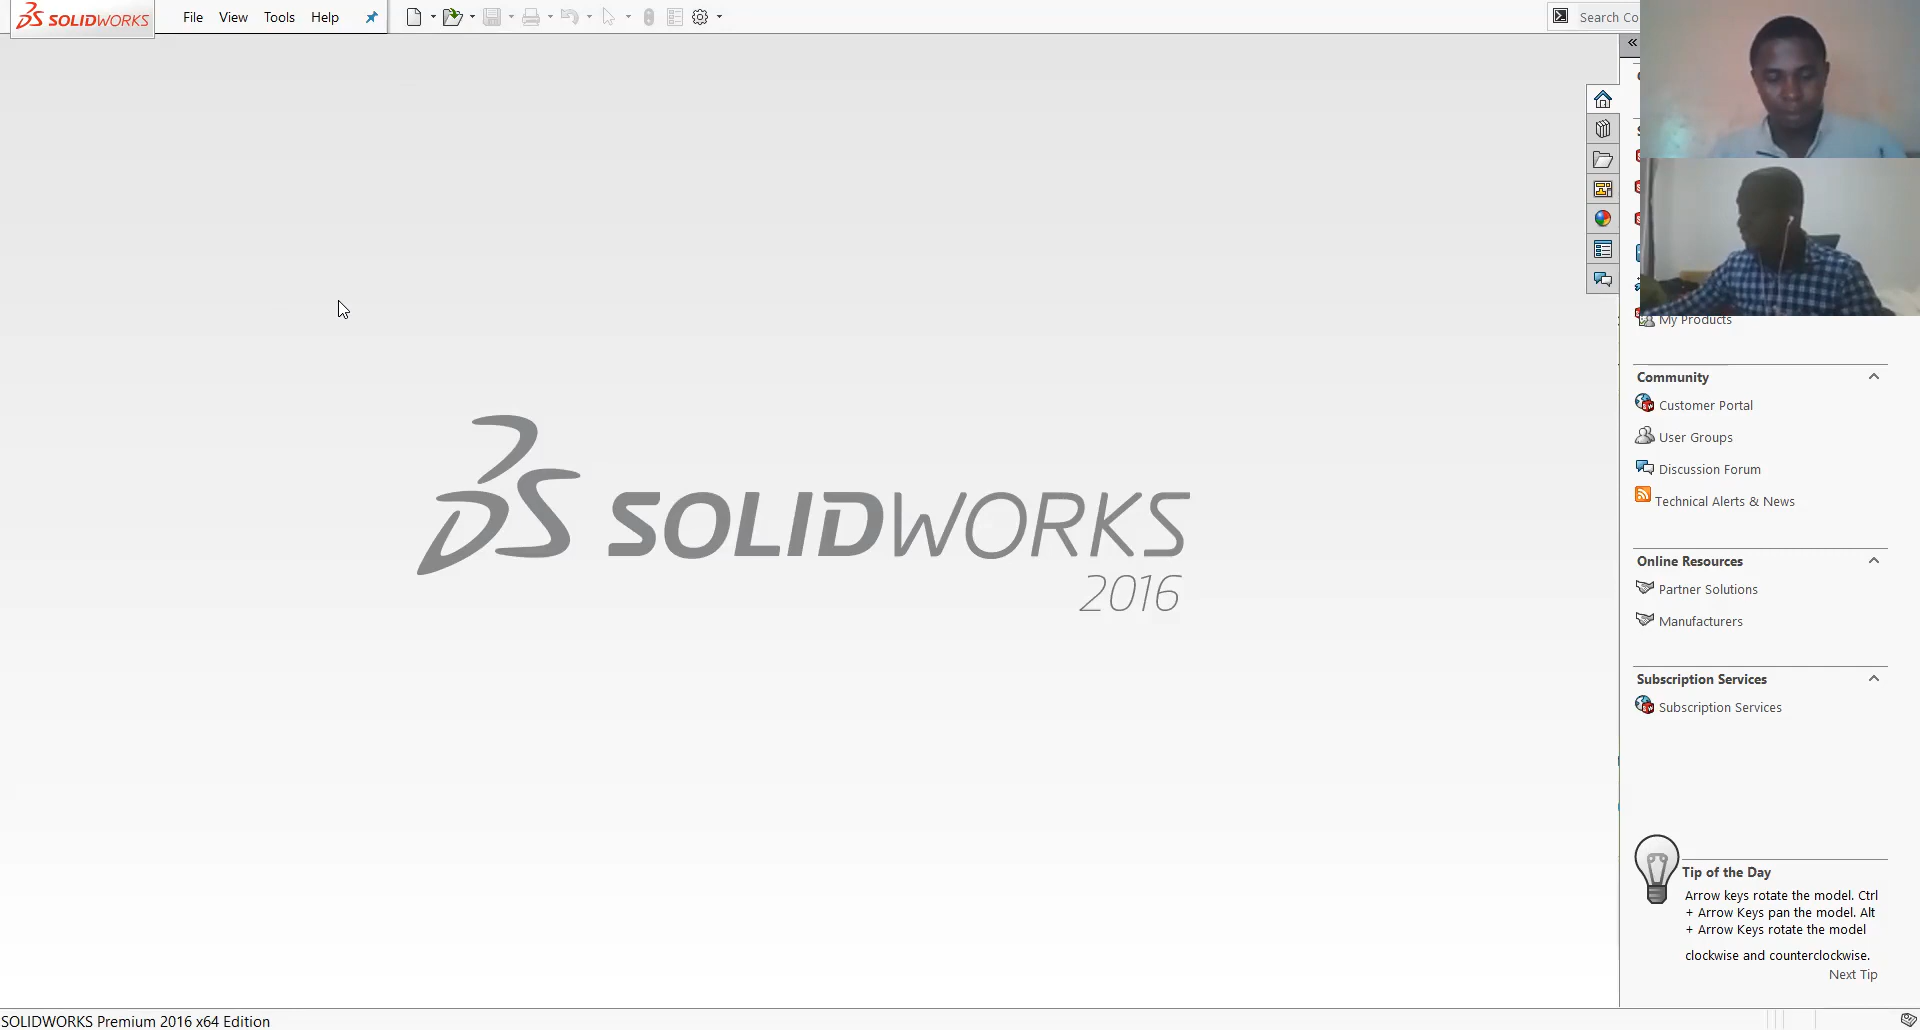 SOLIDWORKS File View Tools Help
Search Co
My Products
Community
Customer Portal
User Groups
Discussion Forum
Technical Alerts & News
SOLIDWORKS
2016
Online Resources
Partner Solutions
Manufacturers
Subscription Services
Subscription Services
Tip of the Day
Arrow keys rotate the model. Ctrl
+ Arrow Keys pan the model. Alt
+ Arrow Keys rotate the model
clockwise and counterclockwise.
Next Tip
SOLIDWORKS Premium 2016 x64 Edition